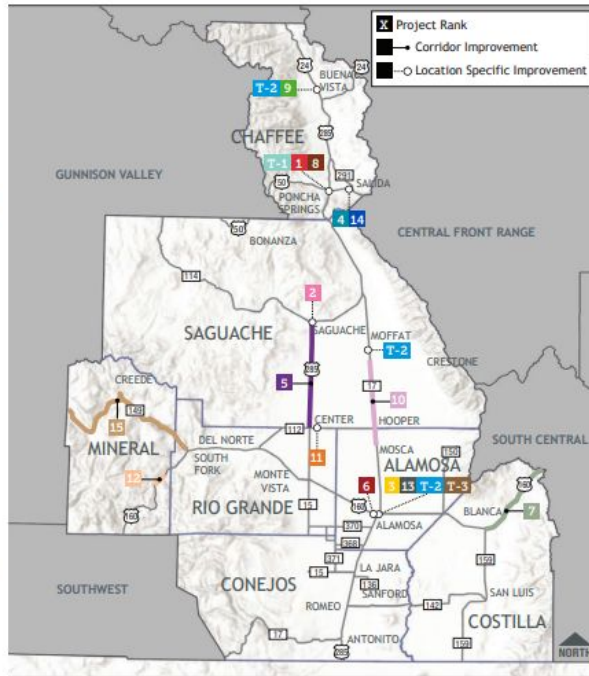 X Project Rank
Corridor Improvement
Location Specific Improvement
24
24
BUENA
VISTA
T-2 9
285
CHAFFEE
T-1 1 8
GUNNISON VALLEY
50
291
SALIDA
PONCHA
SPRINGS
4 14
50
CENTRAL FRONT RANGE
BONANZA
114
2
SAGUACHE
SAGUACHE
MOFFAT
T-2
CRESTONE
285
5
17
10
CREEDE
149
15
CENTER
HOOPER
112
DEL NORTE
SOUTH CENTRAL
MINERAL
SOUTH
FORK
11
MOSCA
150
ALAMOSA
160
12
MONTE
VISTA
6
3 13 T-2 T-3
RIO GRANDE
15
160
BLANCA
7
160
370
ALAMOSA
368
371
159
LA JARA
15
136
SOUTHWEST
CONEJOS
SANFORD
SAN LUIS
ROMEO
142
COSTILLA
17
ANTONITO
159
285
NORTH